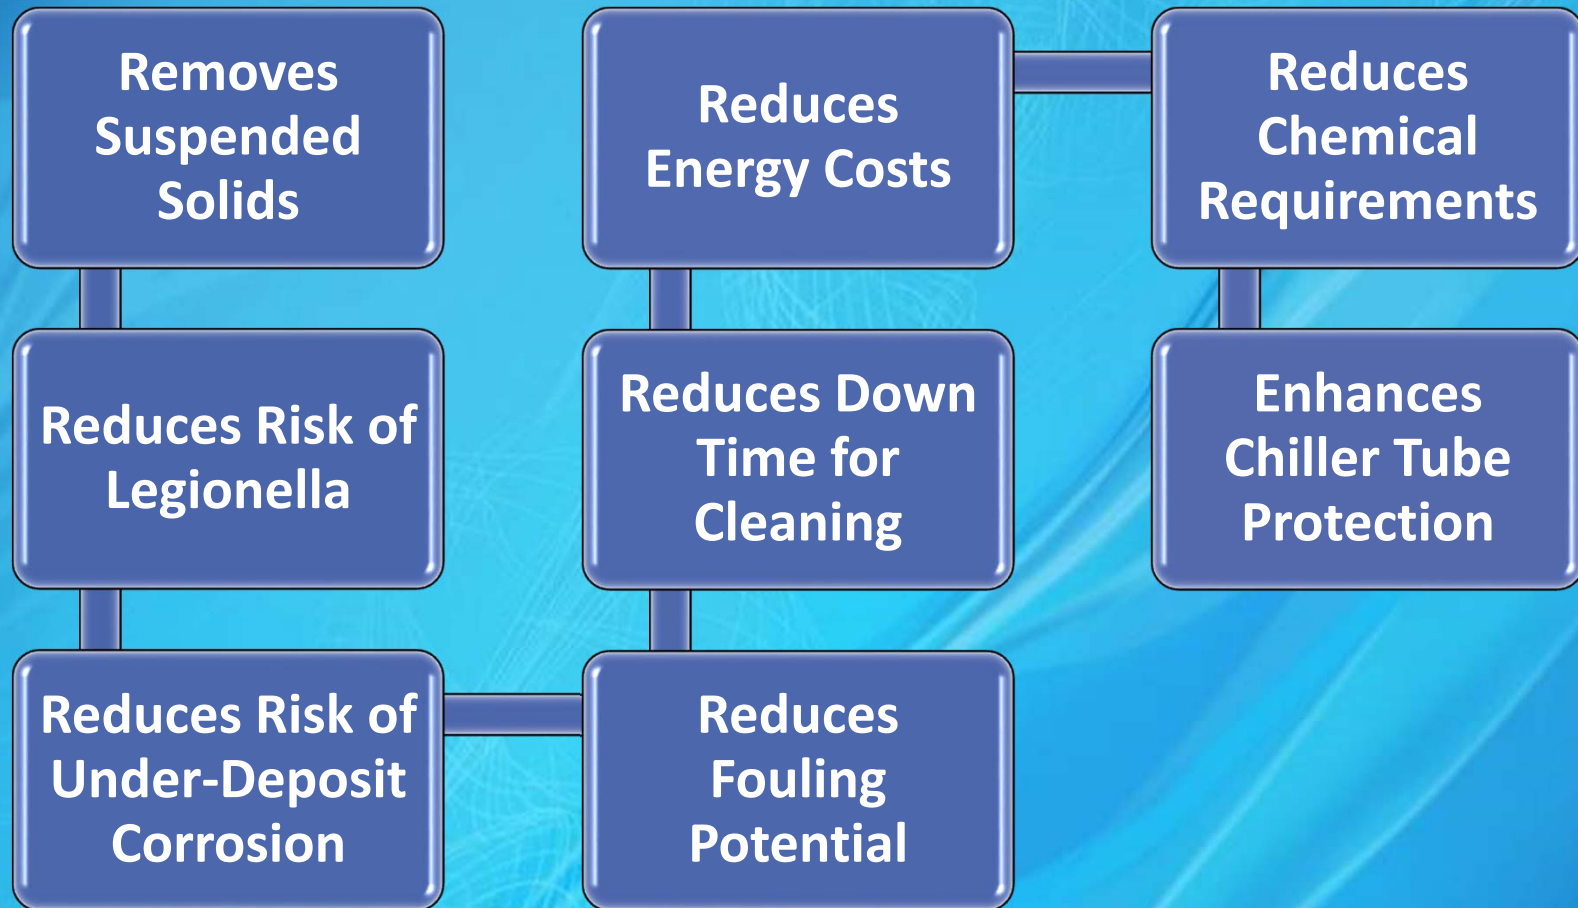 Removes
Suspended
Solids
Reduces Risk of
Legionella
Reduces Risk of
Under-Deposit
Corrosion
Reduces
Fouling
Potential
Reduces Down
Time for
Cleaning
Reduces
Energy Costs
Reduces
Chemical
Requirements
Enhances
Chiller Tube
Protection